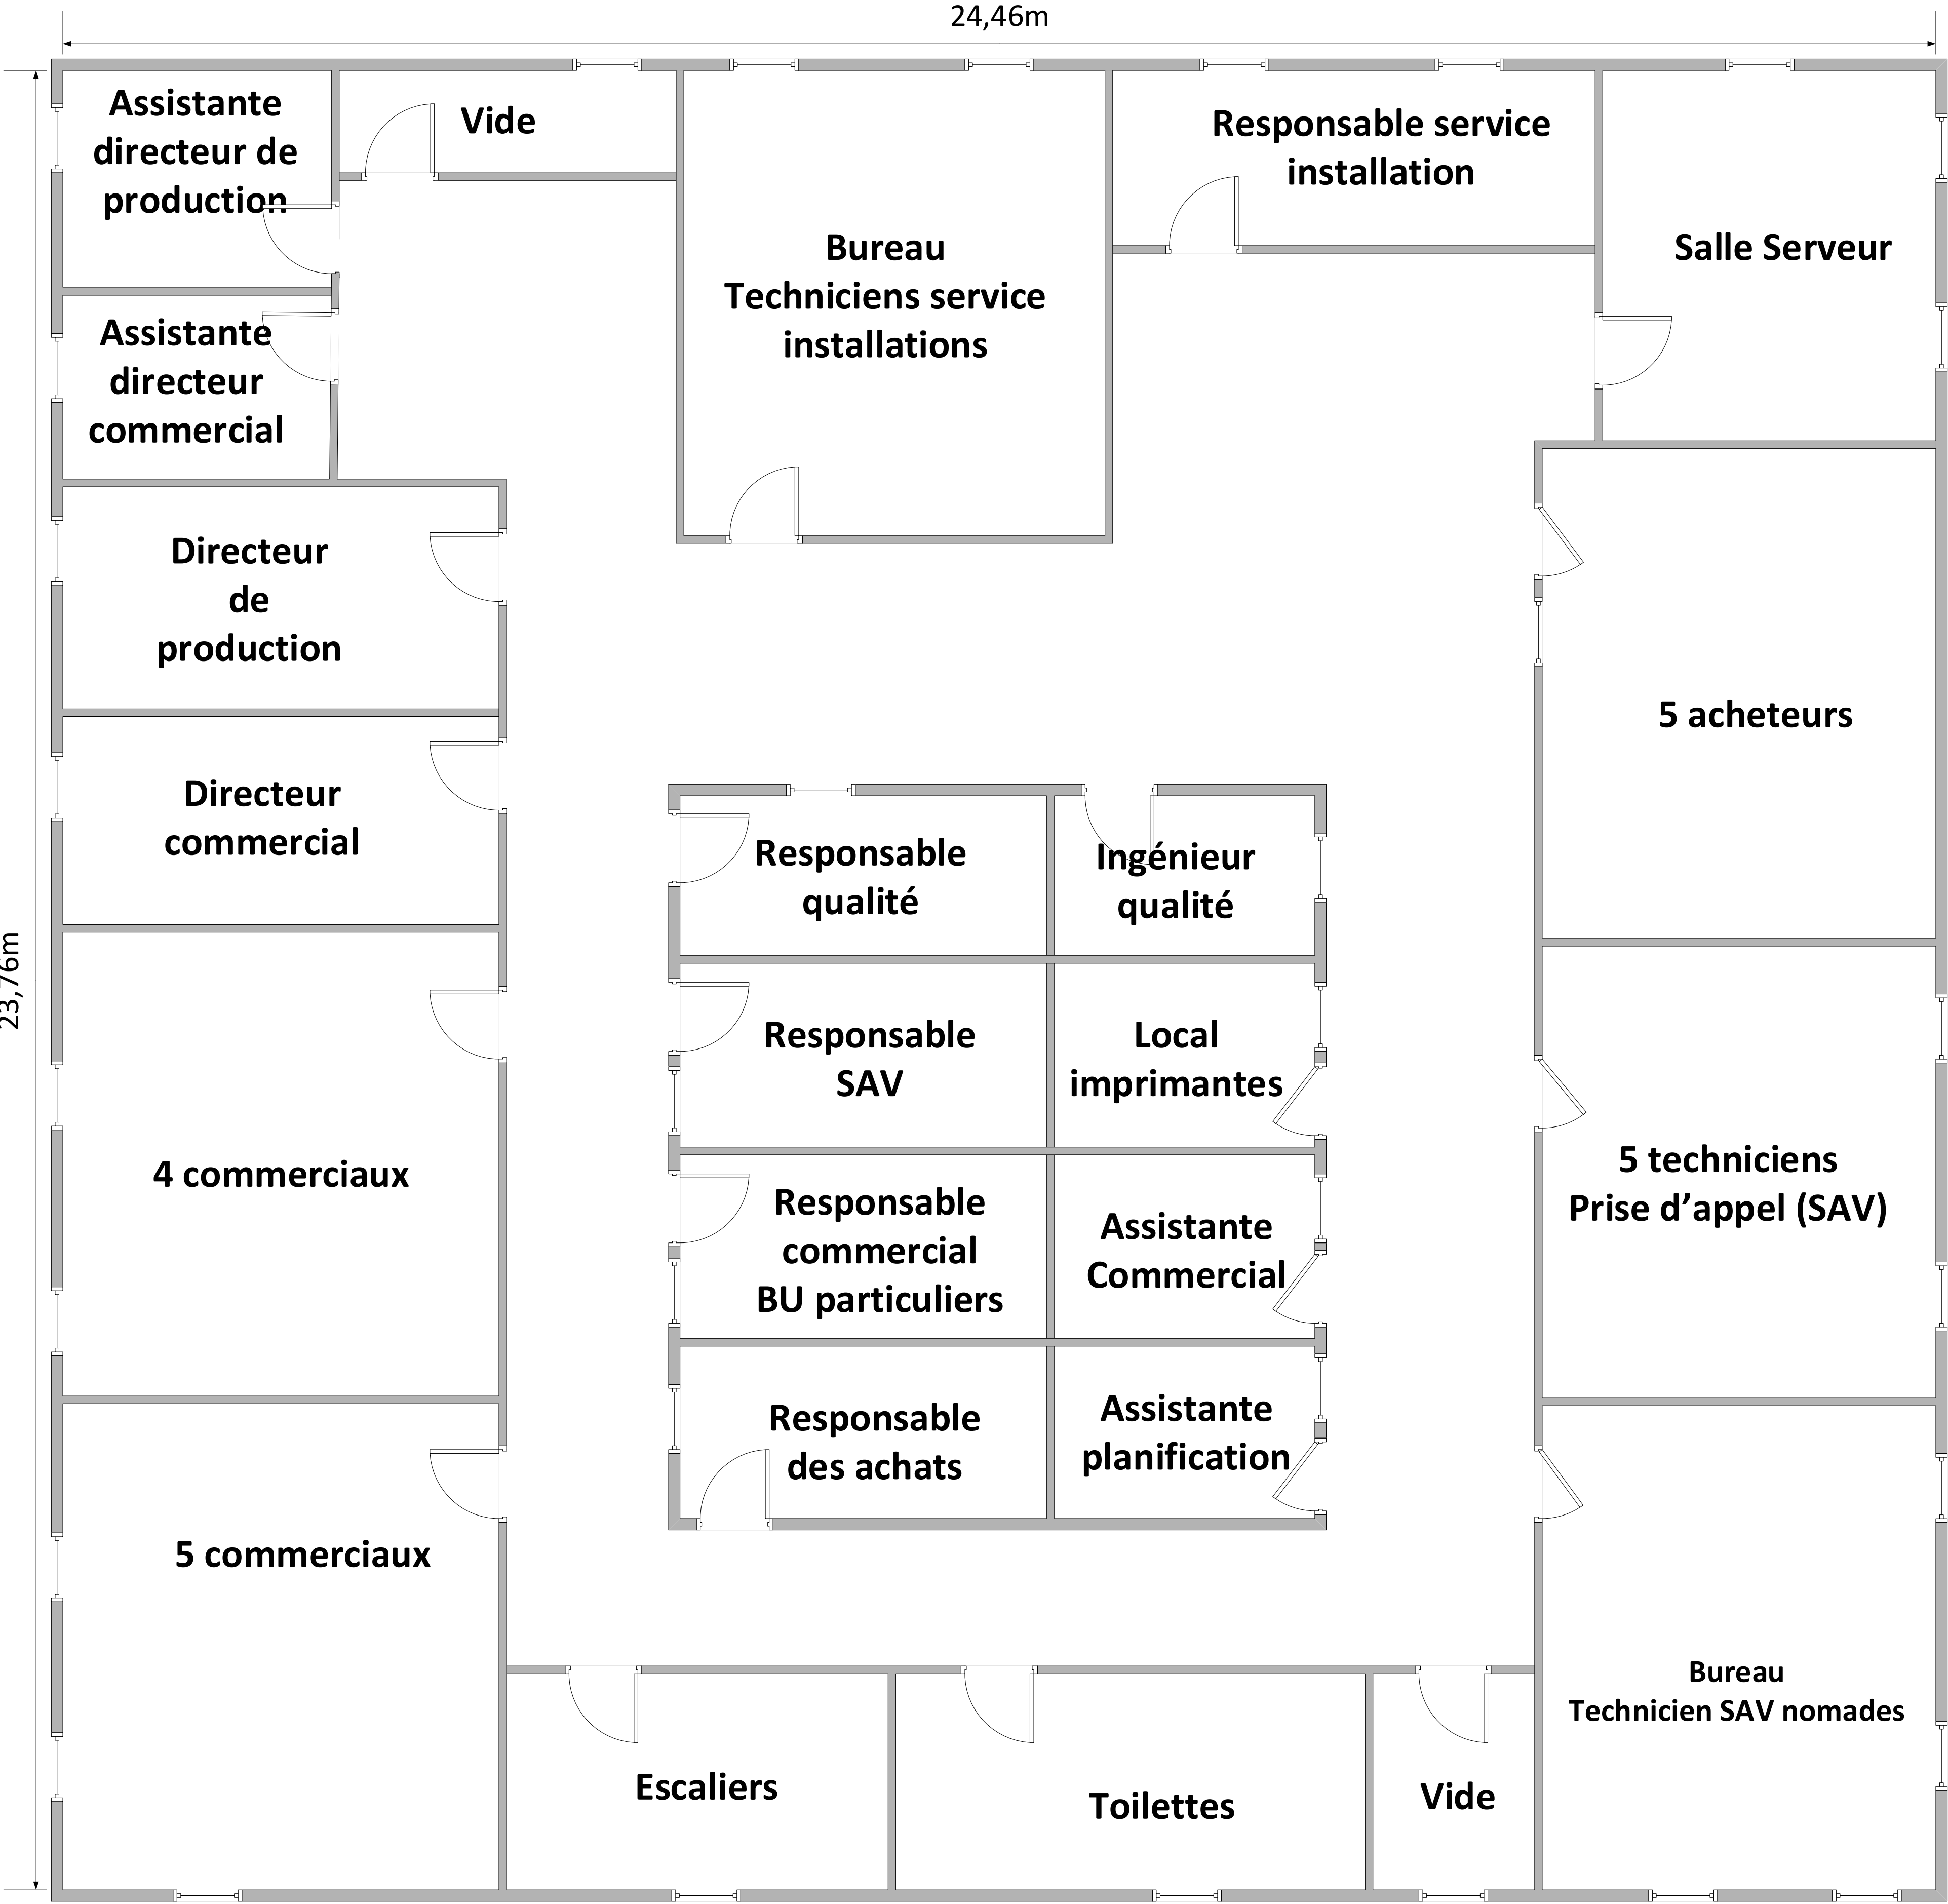 24,46m
Assistante
directeur de
production
Vide
Bureau
Techniciens service
installations
Responsable service
installation
Salle Serveur
Assistante
directeur
commercial
Directeur
de
production
5 acheteurs
Directeur
commercial
Responsable
qualité
Ingénieur
qualité
23,76m
Responsable
SAV
Local
imprimantes
4 commerciaux
5 techniciens
Prise d’appel (SAV)
Responsable
commercial
BU particuliers
Assistante
Commercial
Responsable
des achats
Assistante
planification
5 commerciaux
Bureau
Technicien SAV nomades
Escaliers
Toilettes
Vide